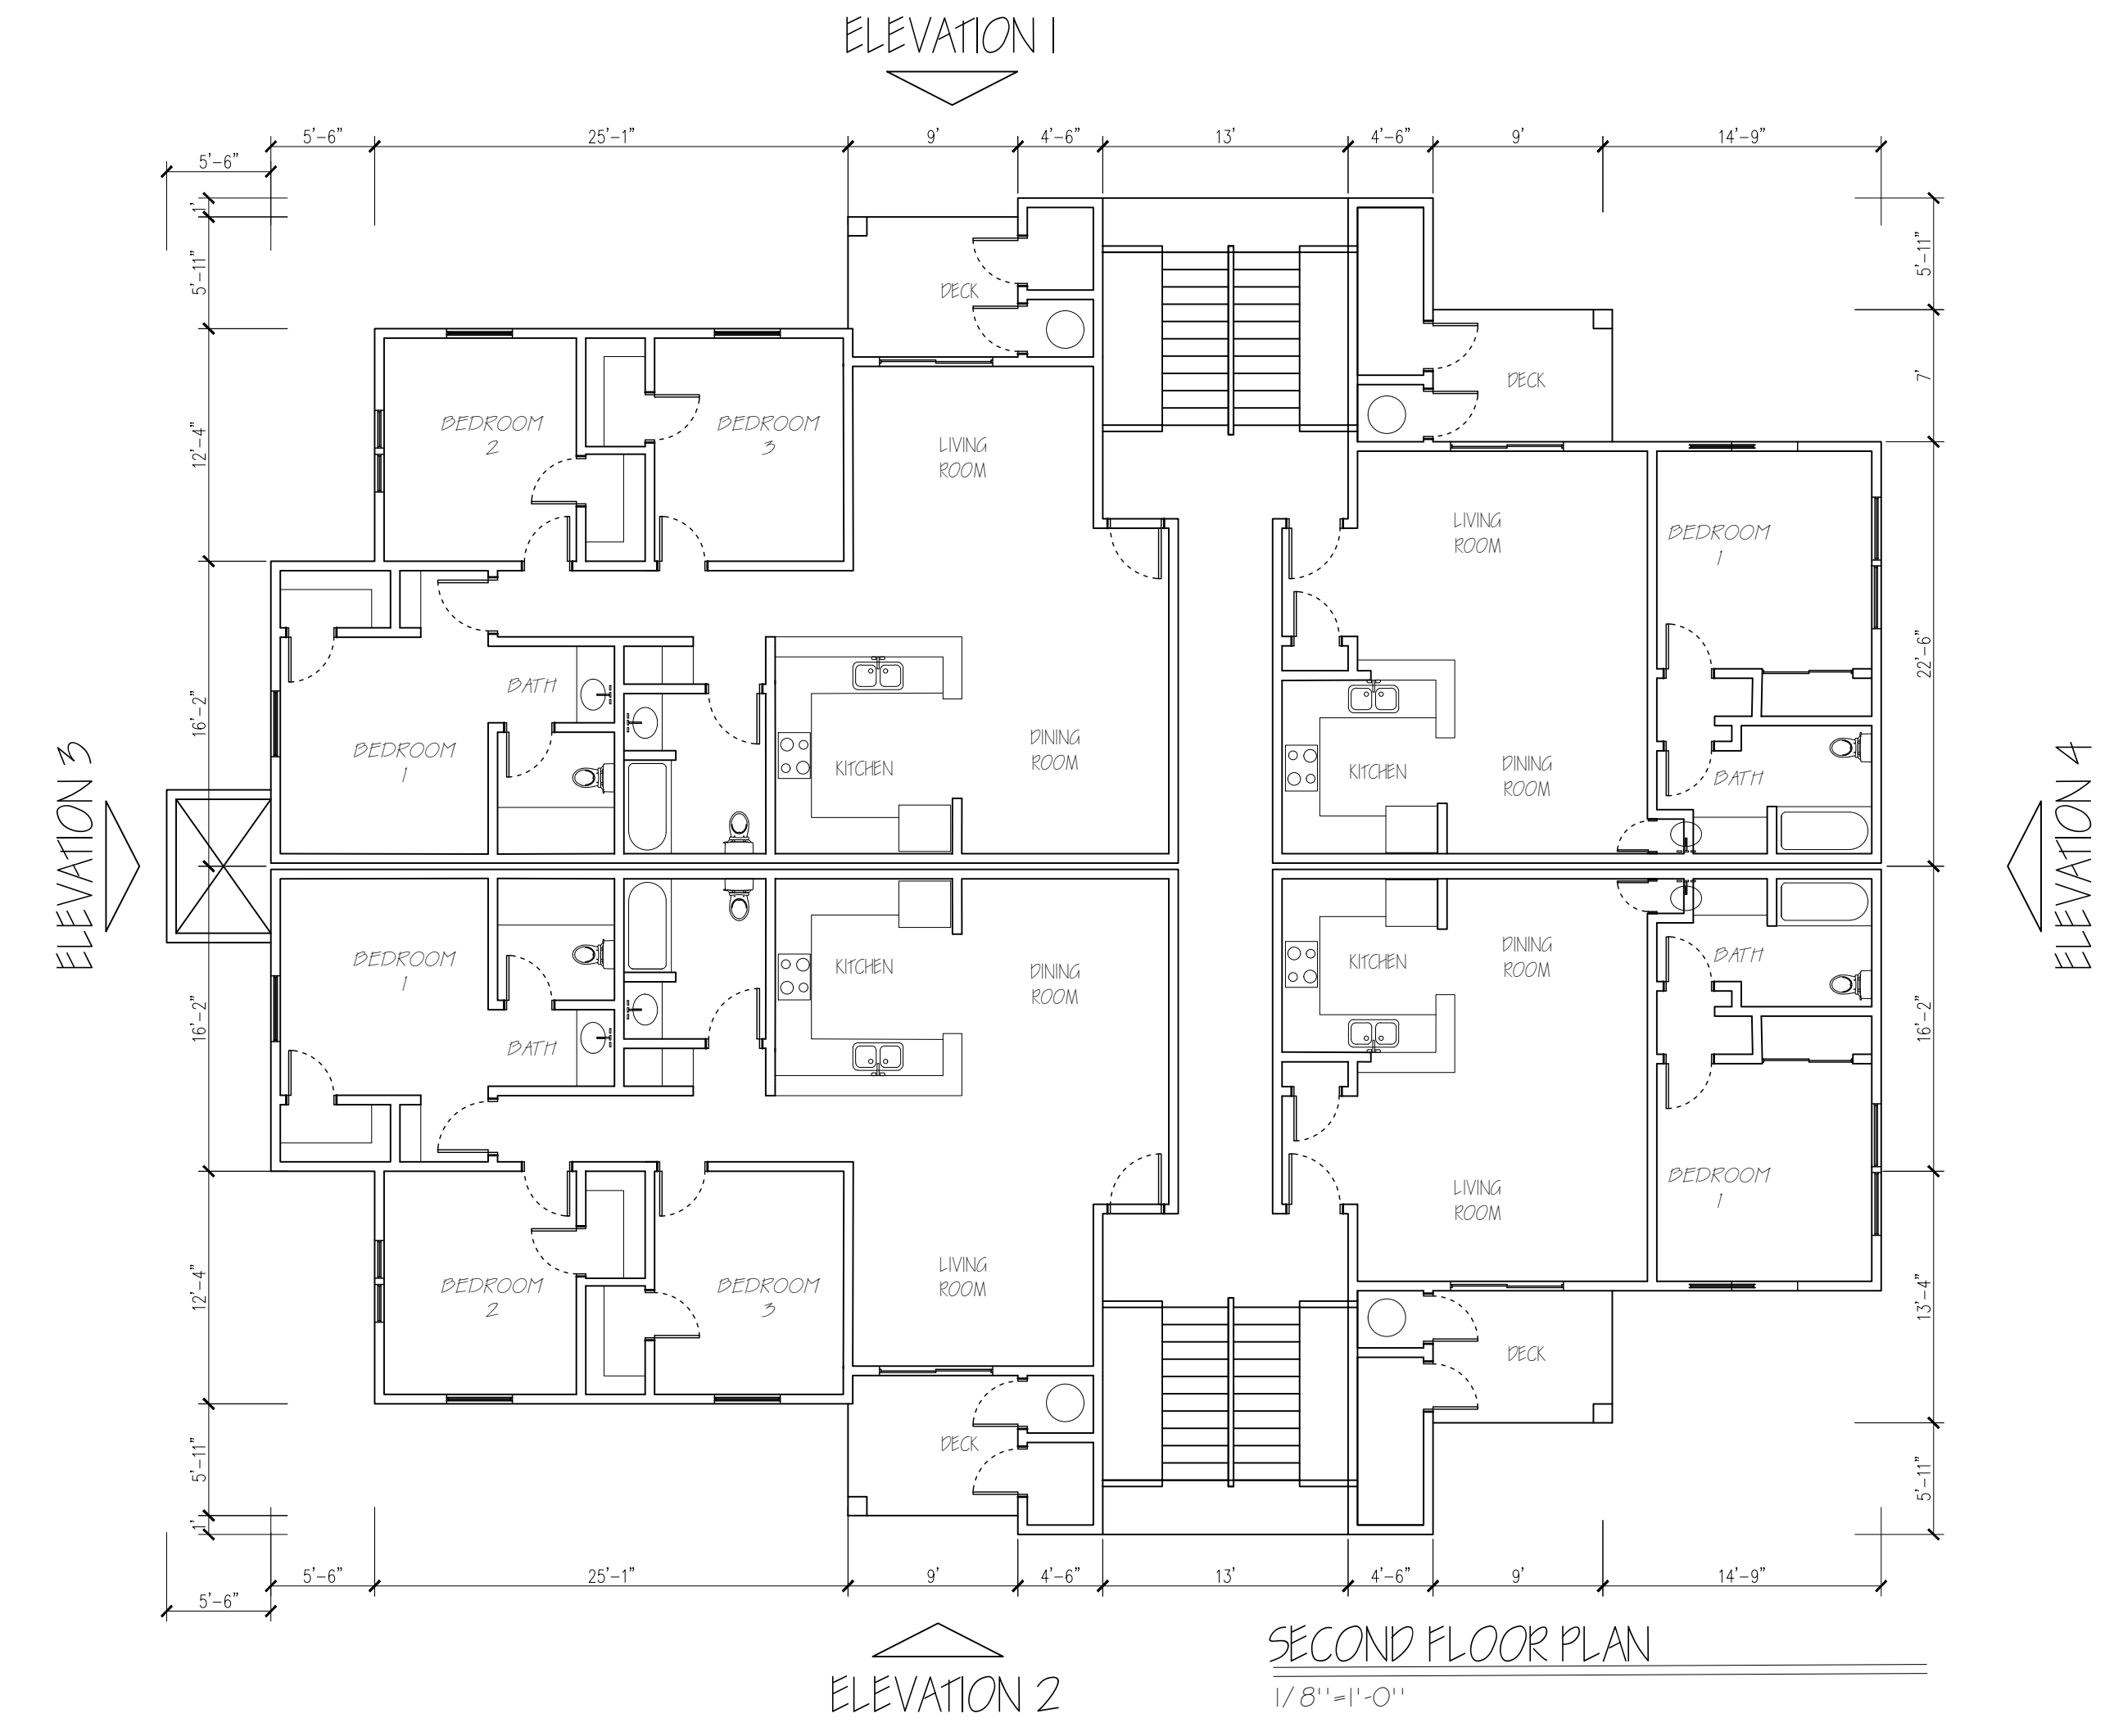 ELEVATION 1
5'-6" 25'-1" 9' 4'-6" 13' 4'-6" 9' 14'-9"
5'-6"
1'
5'-11"
12'-4"
16'-2"
16'-2"
12'-4"
5'-11"
1'
5'-11"
7'
22'-6"
16'-2"
13'-4"
5'-11"
ELEVATION 3
ELEVATION 4
DECK
DECK
BEDROOM
2
BEDROOM
3
LIVING
ROOM
LIVING
ROOM
BEDROOM
1
BATH
BEDROOM
1
KITCHEN
DINING
ROOM
KITCHEN
DINING
ROOM
BATH
BEDROOM
1
KITCHEN
DINING
ROOM
KITCHEN
DINING
ROOM
BATH
BATH
BEDROOM
2
BEDROOM
3
LIVING
ROOM
LIVING
ROOM
BEDROOM
1
DECK
DECK
5'-6" 25'-1" 9' 4'-6" 13' 4'-6" 9' 14'-9"
5'-6"
ELEVATION 2
SECOND FLOOR PLAN
1/8''=1'-0''